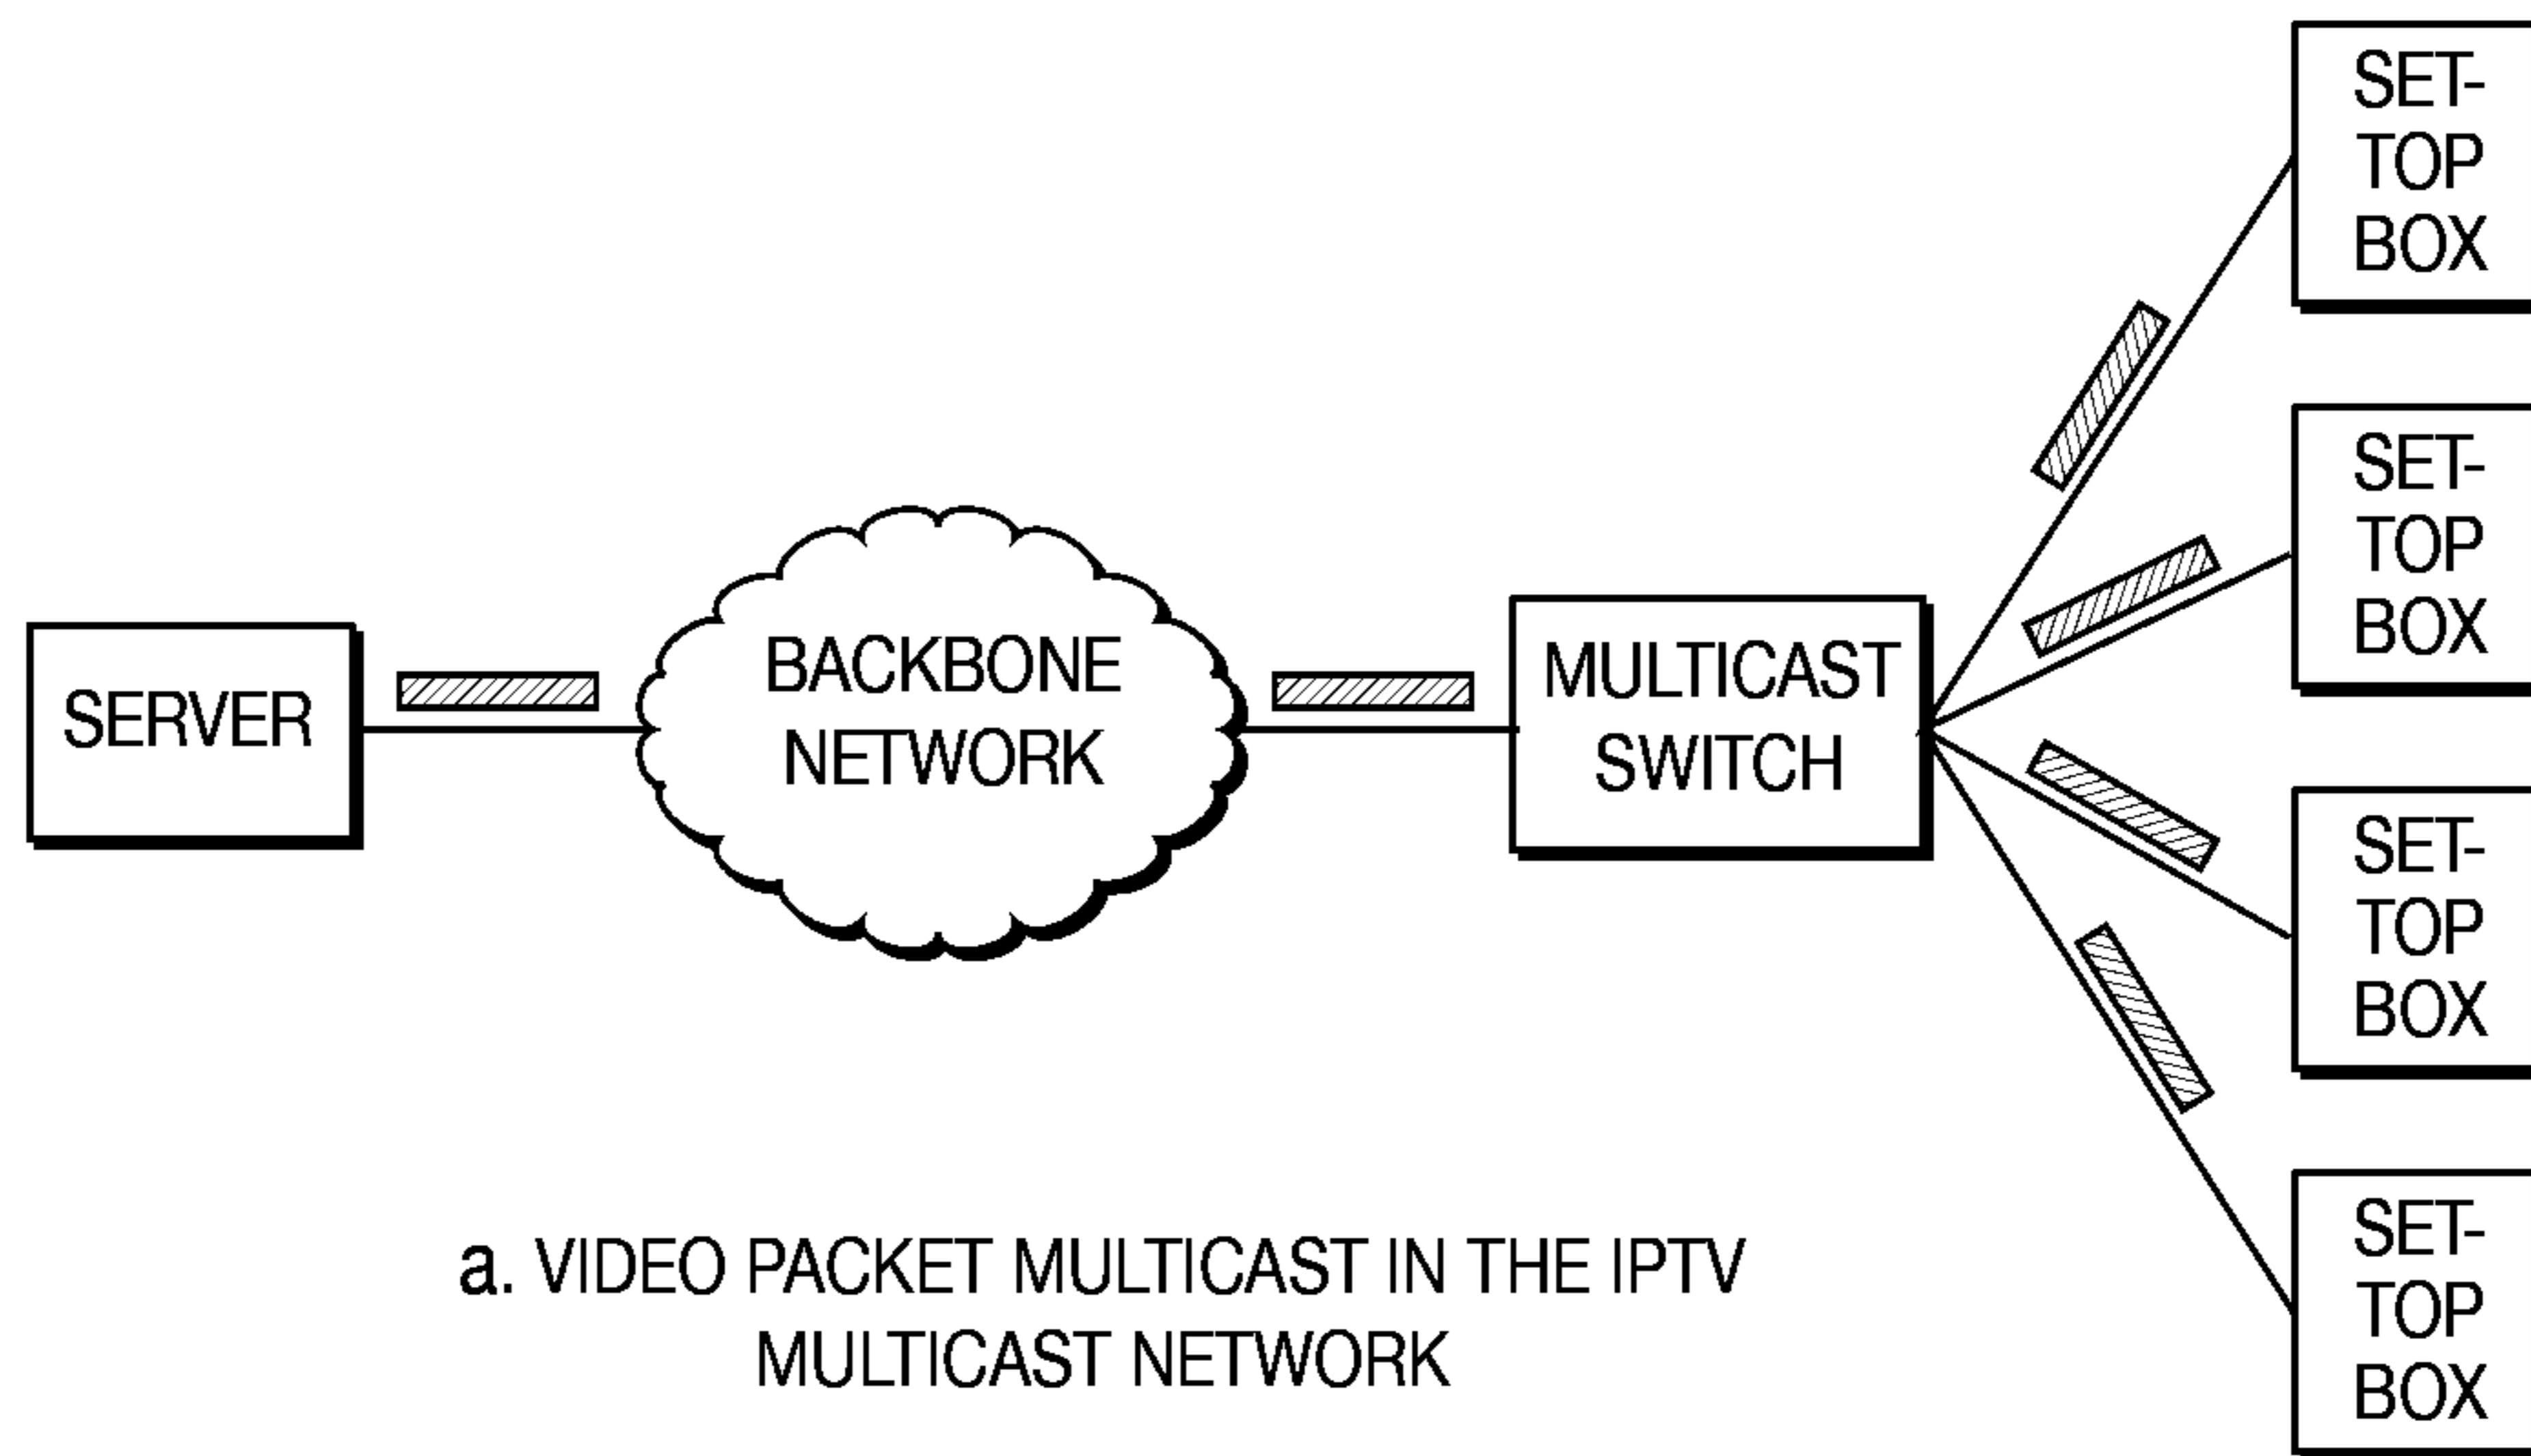 SERVER
BACKBONE
NETWORK
MULTICAST
SWITCH
SET-
TOP
BOX
SET-
TOP
BOX
SET-
TOP
BOX
SET-
TOP
BOX
a. VIDEO PACKET MULTICAST IN THE IPTV
MULTICAST NETWORK